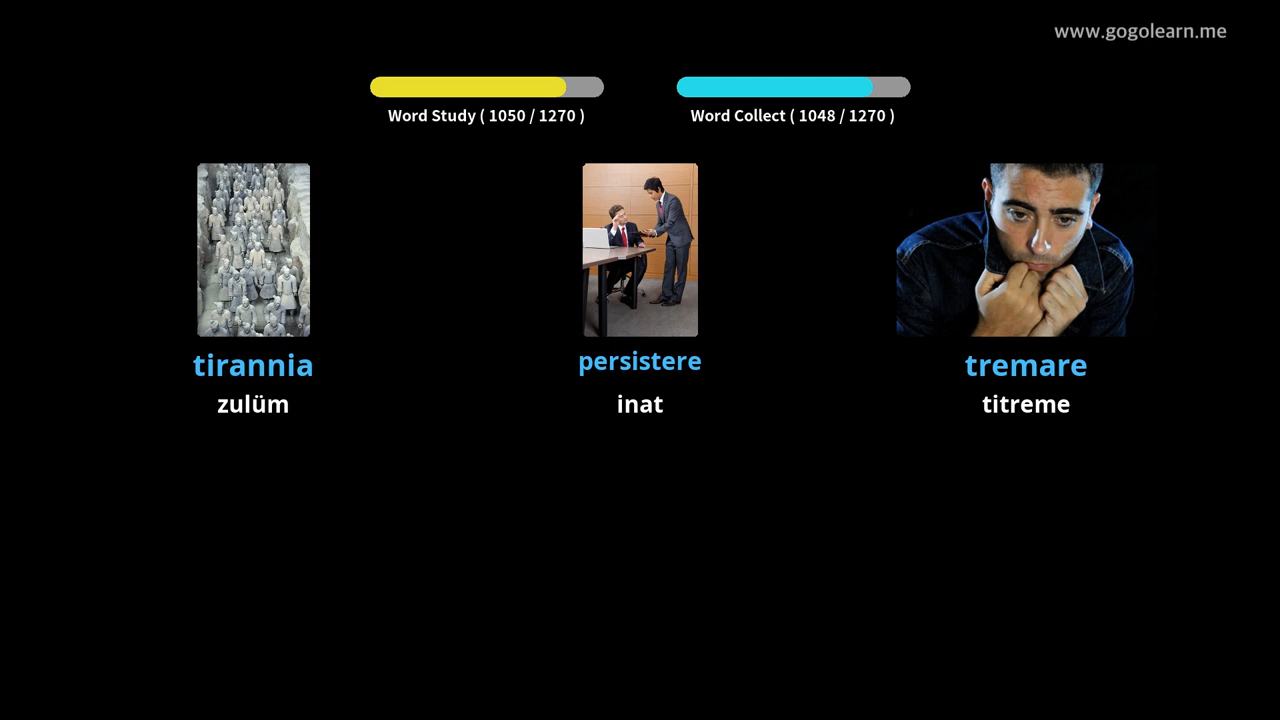 www.gogolearn.me
Word Study ( 1050 / 1270 )
Word Collect ( 1048 / 1270 )
tirannia
persistere
tremare
zulüm
inat
titreme